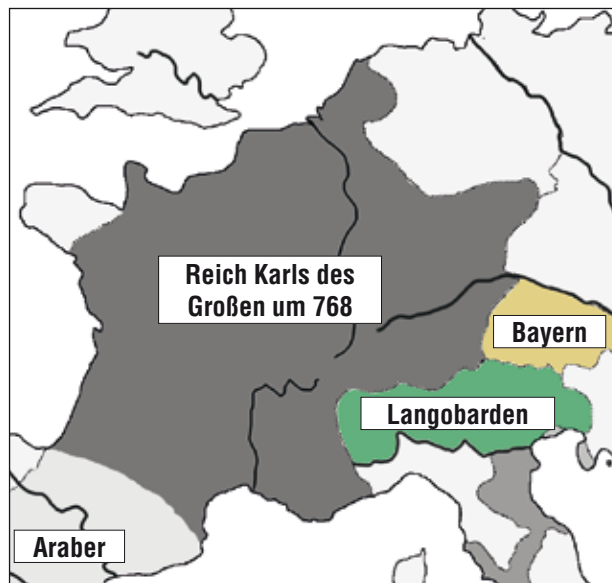 Reich Karls des
Großen um 768
Bayern
Langobarden
Araber